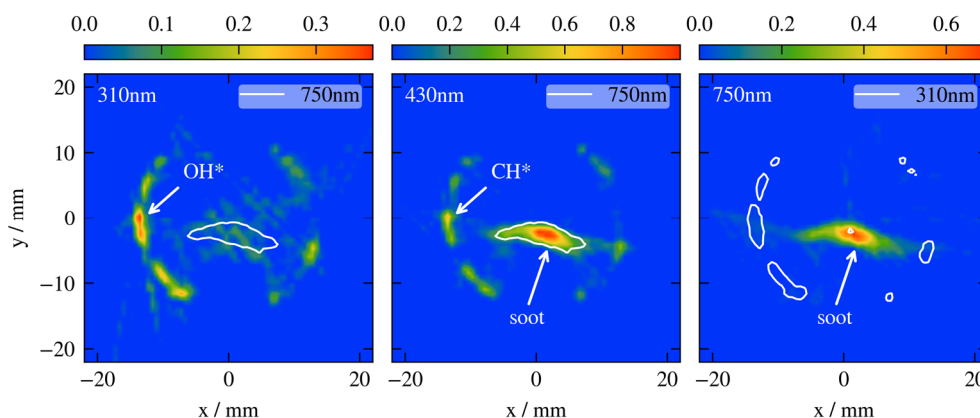 0.0 0.1 0.2 0.3
0.0 0.2 0.4 0.6 0.8
0.0 0.2 0.4 0.6
310nm
750nm
430nm
750nm
750nm
310nm
OH*
CH*
soot
soot
20
10
0
−10
−20
y / mm
−20 0 20
−20 0 20
−20 0 20
x / mm
x / mm
x / mm